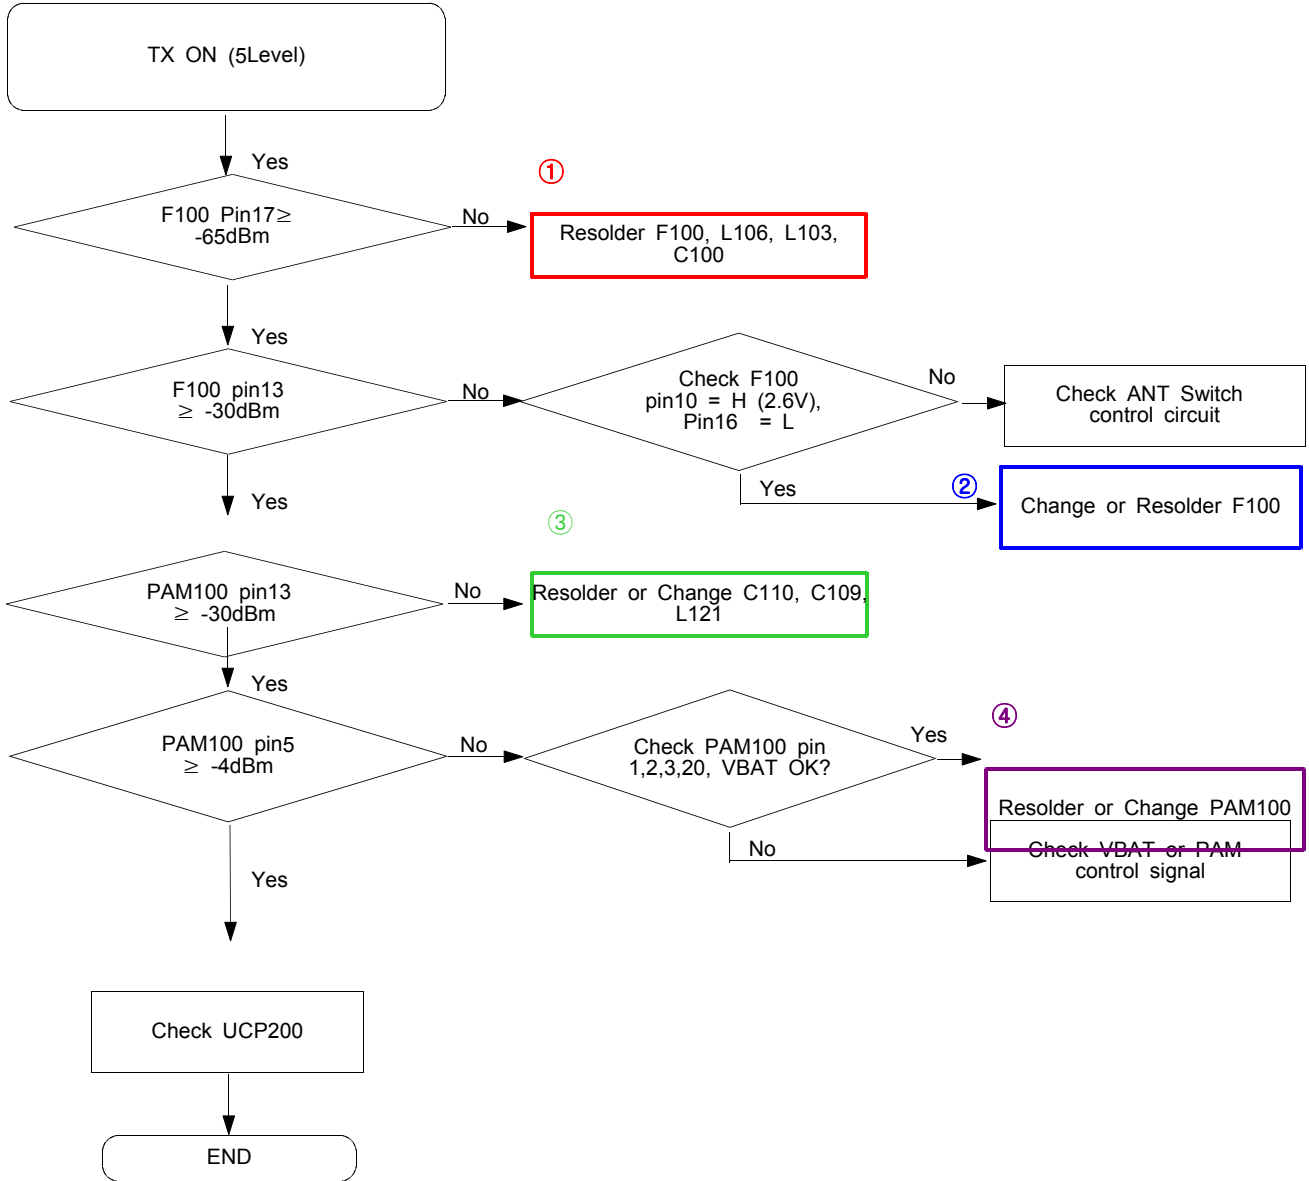 TX ON (5Level)
Yes
①
F100 Pin17≥
-65dBm
No
Resolder F100, L106, L103,
C100
Yes
F100 pin13
≥ -30dBm
No
Check F100
pin10 = H (2.6V),
Pin16 = L
No
Check ANT Switch
control circuit
Yes
Yes
②
Change or Resolder F100
③
PAM100 pin13
≥ -30dBm
No
Resolder or Change C110, C109,
L121
Yes
PAM100 pin5
≥ -4dBm
No
Check PAM100 pin
1,2,3,20, VBAT OK?
Yes
④
Resolder or Change PAM100
No
Check VBAT or PAM
control signal
Yes
Check UCP200
END